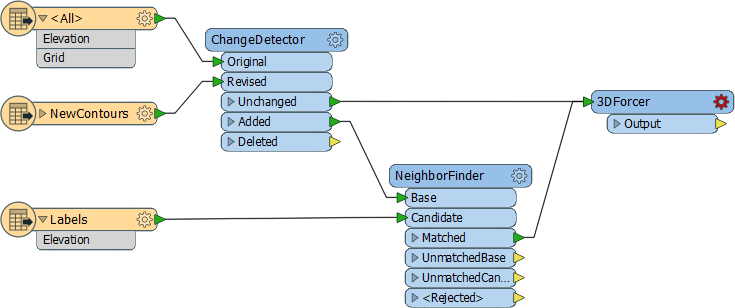 <All>
Elevation
Grid
NewContours
Labels
Elevation
ChangeDetector
Original
Revised
Unchanged
Added
Deleted
NeighborFinder
Base
Candidate
Matched
UnmatchedBase
UnmatchedCan...
<Rejected>
3DForcer
Output